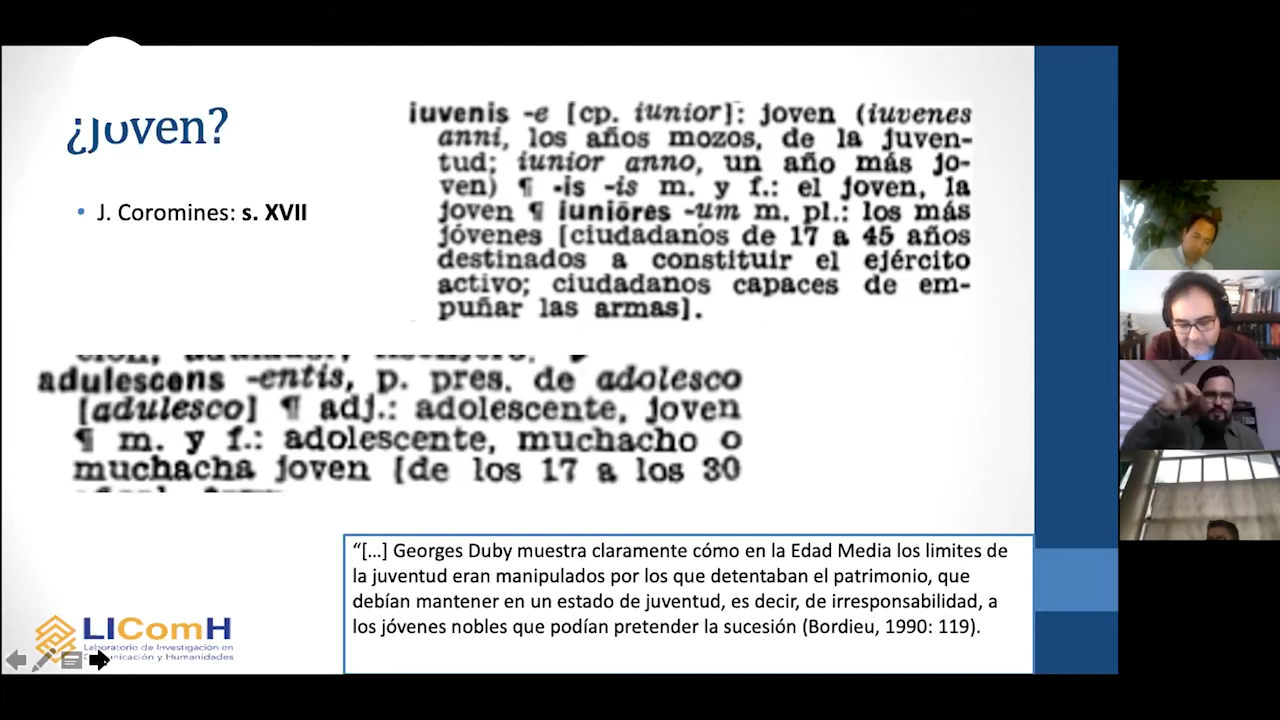 ¿Joven?
• J. Coromines: s. XVII
iuvenis -e [cp. iunior]: joven (iuvenes
anni, los años mozos, de la juven-
tud; iunior anno, un año más jo-
ven) ¶ -is -is m. y f.: el joven, la
joven ¶ iuniōres -um m. pl.: los más
jóvenes [ciudadanos de 17 a 45 años
destinados a constituir el ejército
activo; ciudadanos capaces de em-
puñar las armas].
adulescens -entis, p. pres. de adolesco
[adulesco] ¶ adj.: adolescente, joven
¶ m. y f.: adolescente, muchacho o
muchacha joven [de los 17 a los 30
“[…] Georges Duby muestra claramente cómo en la Edad Media los limites de
la juventud eran manipulados por los que detentaban el patrimonio, que
debían mantener en un estado de juventud, es decir, de irresponsabilidad, a
los jóvenes nobles que podían pretender la sucesión (Bordieu, 1990: 119).
LIComH
Laboratorio de Investigación en
Comunicación y Humanidades